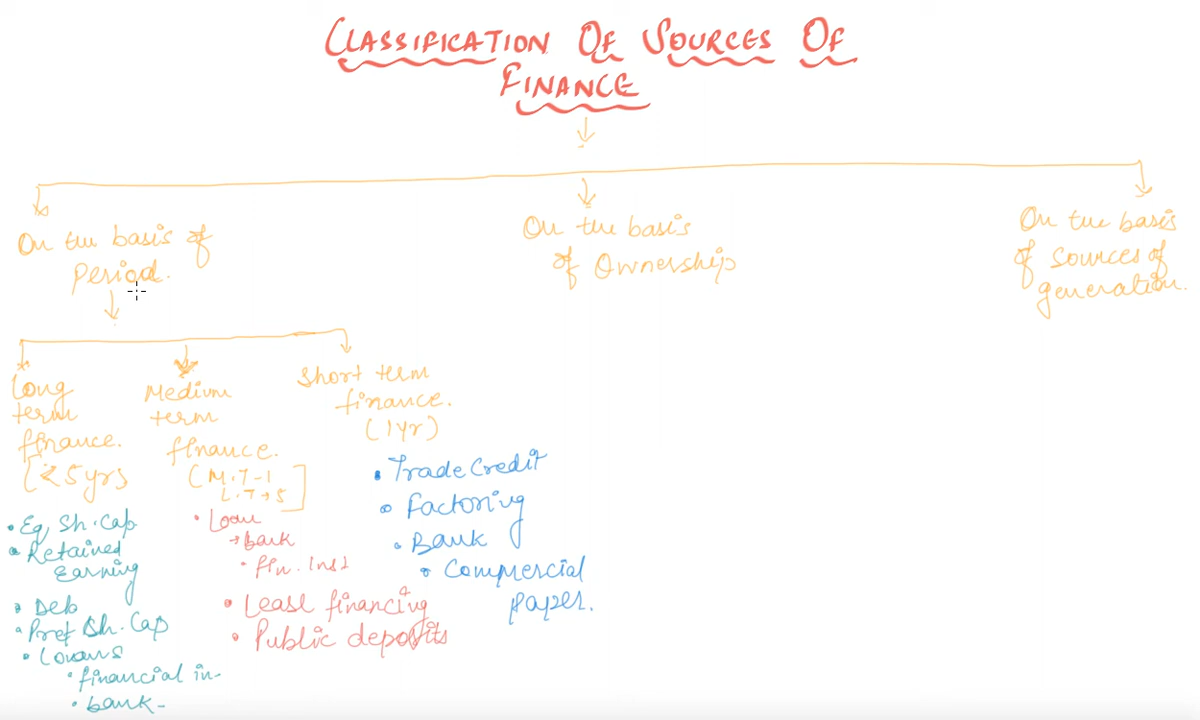 CLASSIFICATION OF SOURCES OF
FINANCE
On the basis of
period.
On the basis
of Ownership
On the basis
of sources of
generation.
Long
term
finance.
5 yrs
Medium
term
finance.
(M.T-1
L.T→5
Short term
finance.
(1yr)
• Eq. Sh. Cap
• Retained
Earning
• Deb
• Pref Sh. Cap
• Loans
• financial in-
• bank-
• Loan
→ bank
• fin. Inst
• Lease financing
• Public deposits
• Trade Credit
• Factoring
• Bank
• Commercial
Paper.